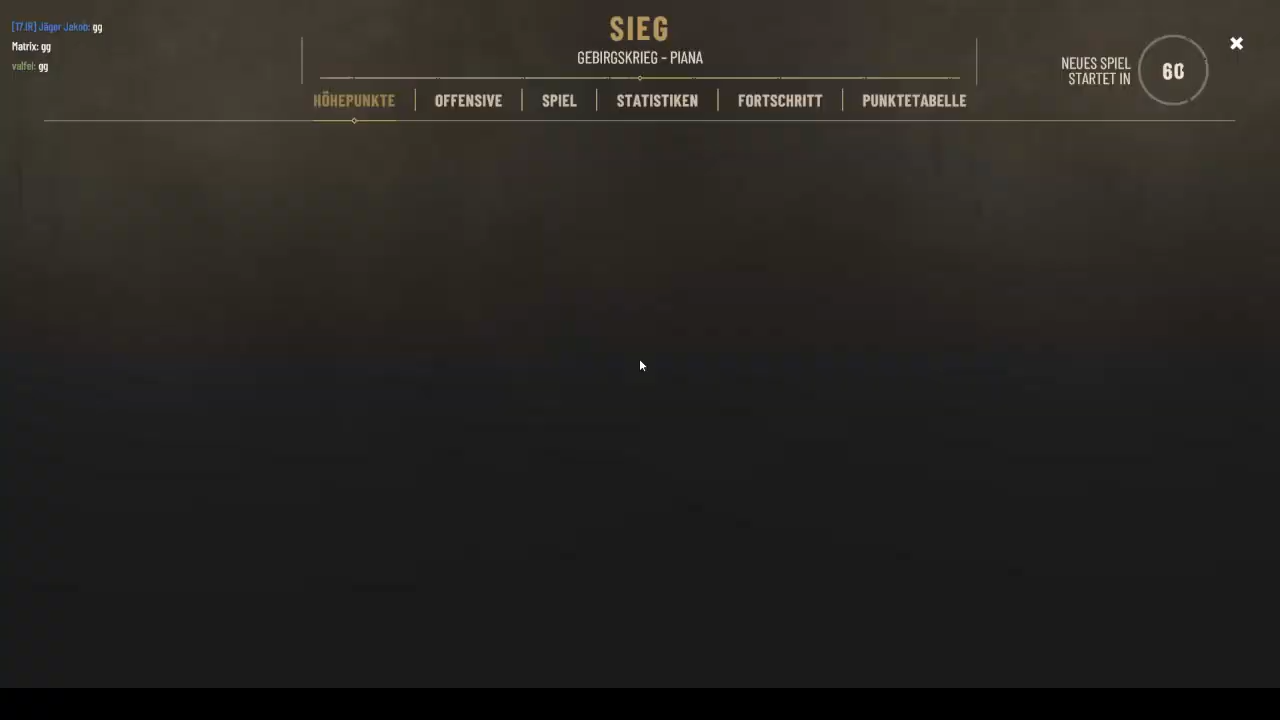 [17.IR] Jäger Jakob: gg
Matrix: gg
valfel: gg
SIEG
GEBIRGSKRIEG - PIANA
NEUES SPIEL
STARTET IN
60
HÖHEPUNKTE
OFFENSIVE
SPIEL
STATISTIKEN
FORTSCHRITT
PUNKTETABELLE